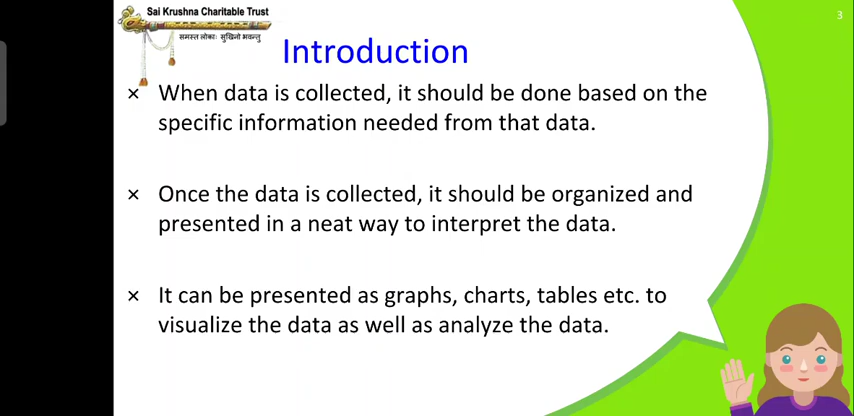 3
Sai Krushna Charitable Trust
समस्त लोकाः सुखिनो भवन्तु
Introduction
× When data is collected, it should be done based on the
specific information needed from that data.
× Once the data is collected, it should be organized and
presented in a neat way to interpret the data.
× It can be presented as graphs, charts, tables etc. to
visualize the data as well as analyze the data.